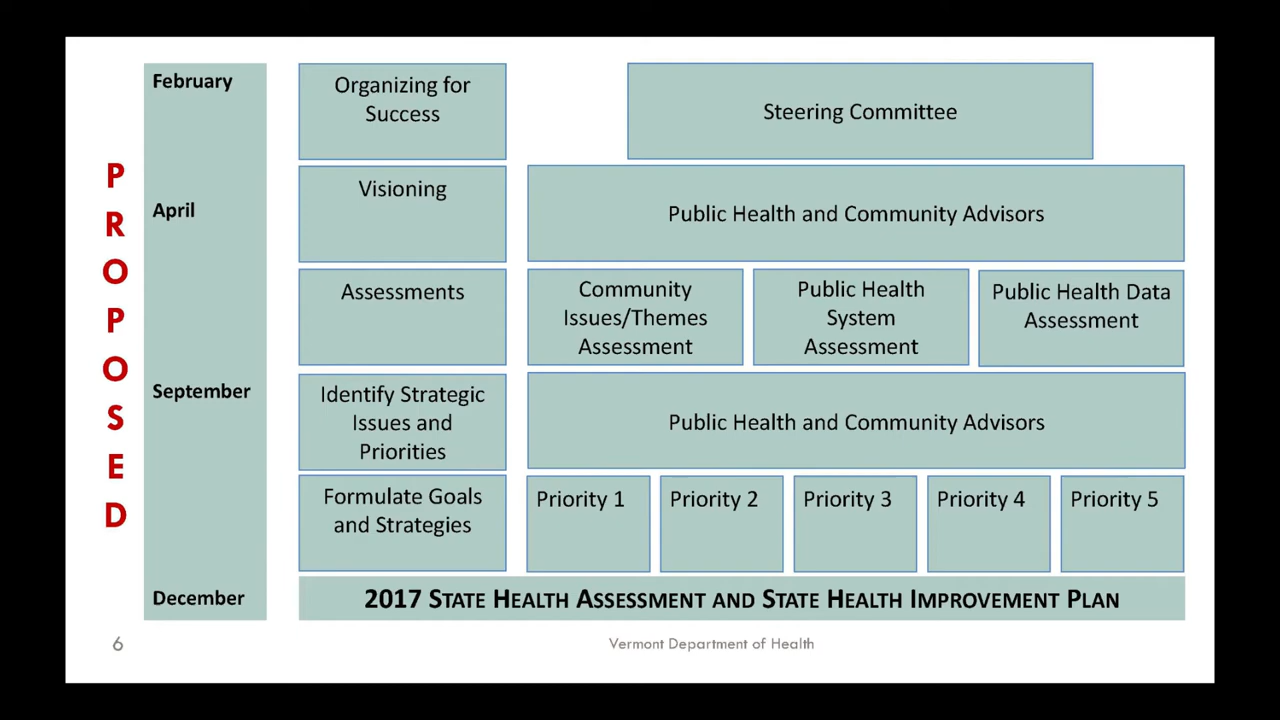 PROPOSED
February
Organizing for
Success
Steering Committee
April
Visioning
Public Health and Community Advisors
Assessments
Community
Issues/Themes
Assessment
Public Health
System
Assessment
Public Health Data
Assessment
September
Identify Strategic
Issues and
Priorities
Public Health and Community Advisors
Formulate Goals
and Strategies
Priority 1
Priority 2
Priority 3
Priority 4
Priority 5
December
2017 STATE HEALTH ASSESSMENT AND STATE HEALTH IMPROVEMENT PLAN
6
Vermont Department of Health